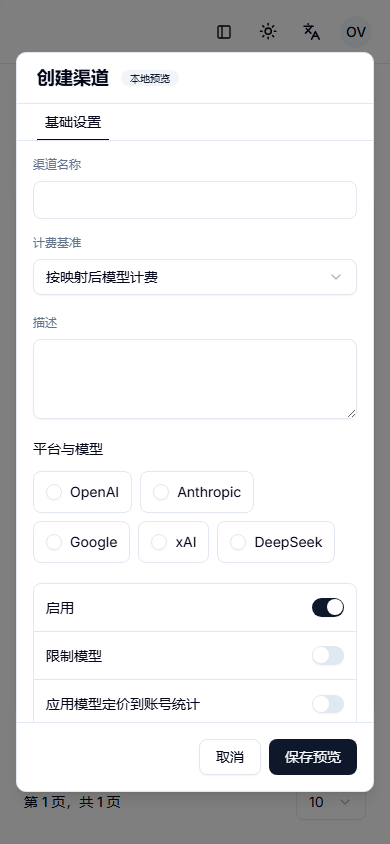 OV
创建渠道 本地预览
基础设置
渠道名称
计费基准
按映射后模型计费
描述
平台与模型
OpenAI Anthropic
Google xAI DeepSeek
启用
限制模型
应用模型定价到账号统计
取消 保存预览
第 1 页，共 1 页 10